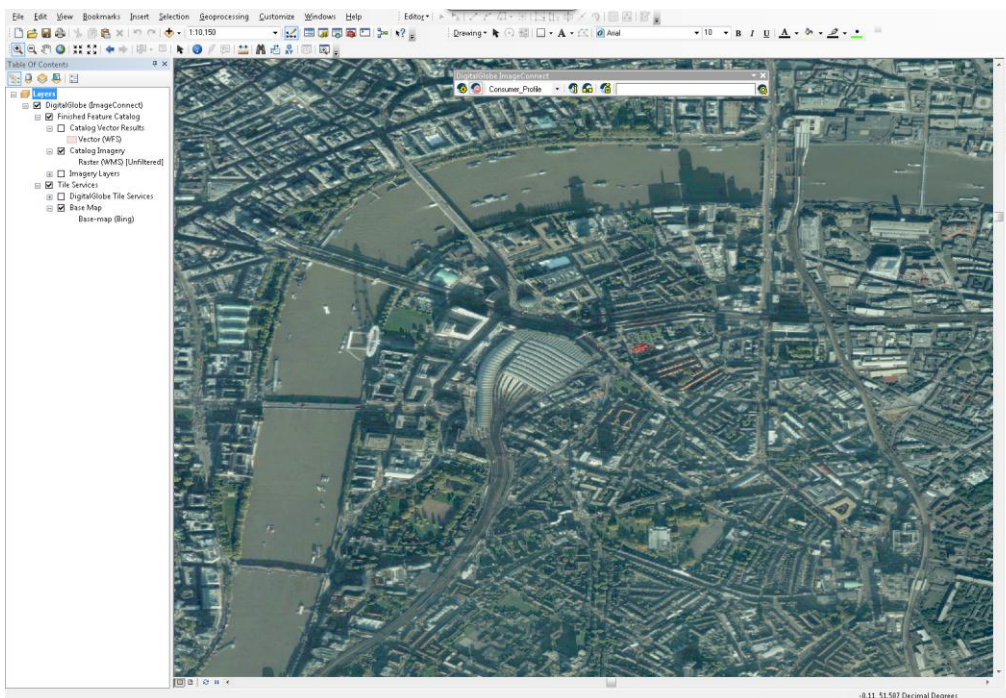 File Edit View Bookmarks Insert Selection Geoprocessing Customize Windows Help
Editor
1:10,150
Drawing A Arial 10 B I U A
Table Of Contents
Layers
DigitalGlobe (ImageConnect)
Finished Feature Catalog
Catalog Vector Results
Vector (WFS)
Catalog Imagery
Raster (WMS) [Unfiltered]
Imagery Layers
Tile Services
DigitalGlobe Tile Services
Base Map
Base-map (Bing)
DigitalGlobe ImageConnect
Consumer_Profile
-0.11 51.507 Decimal Degrees